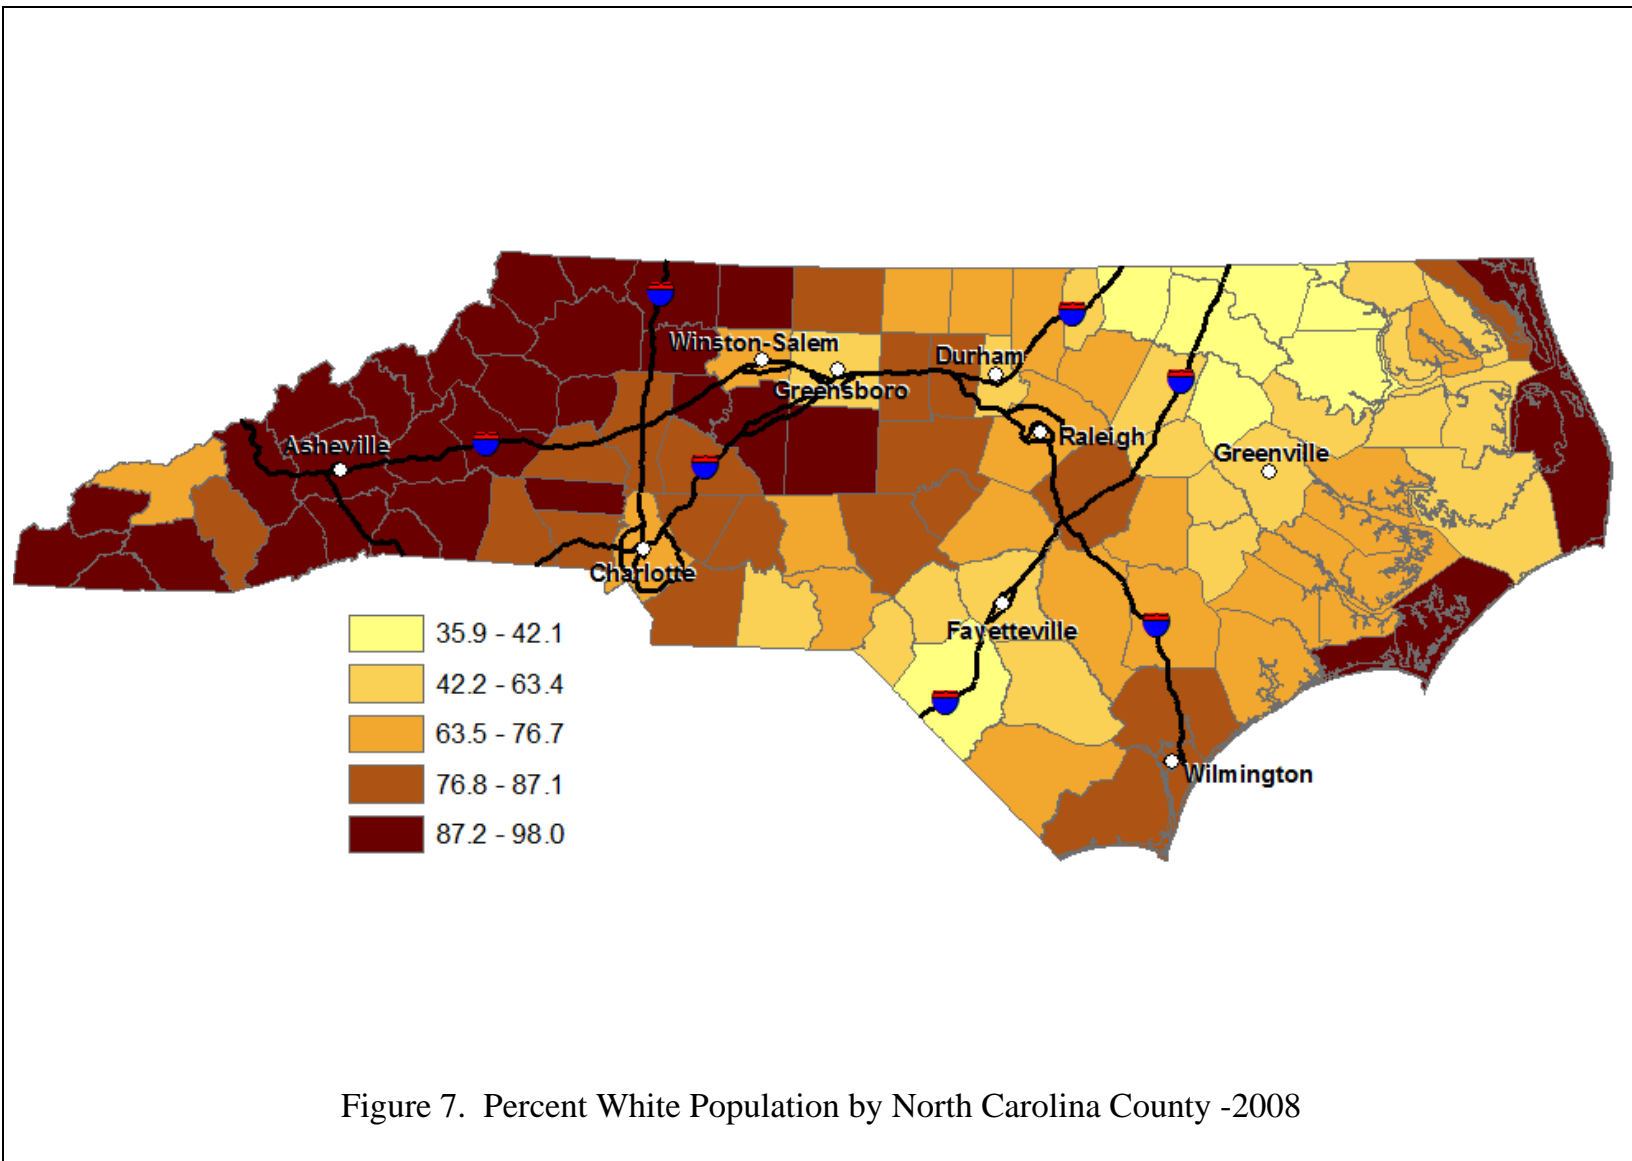 Winston-Salem
Durham
Greensboro
Asheville
Raleigh
Greenville
Charlotte
Fayetteville
Wilmington
35.9 - 42.1
42.2 - 63.4
63.5 - 76.7
76.8 - 87.1
87.2 - 98.0
Figure 7.  Percent White Population by North Carolina County -2008